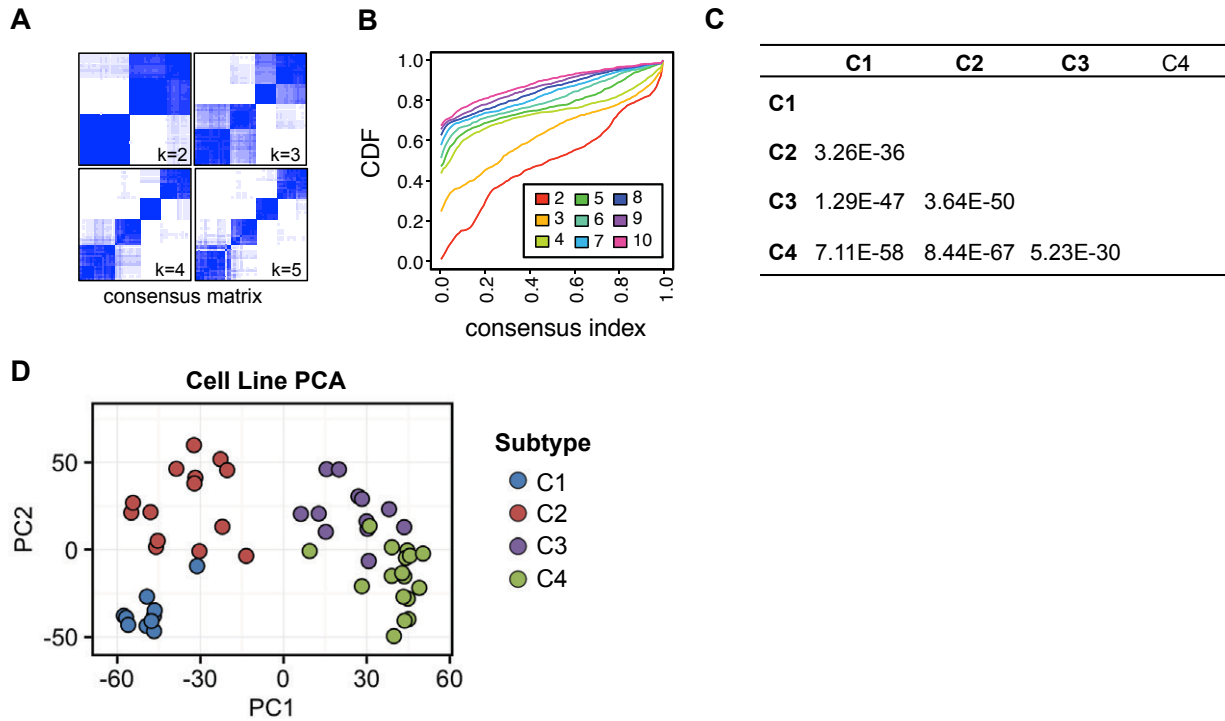 A
k=2
k=3
k=4
k=5
consensus matrix
B
CDF
1.0
0.8
0.6
0.4
0.2
0.0
2 5 8
3 6 9
4 7 10
0.0 0.2 0.4 0.6 0.8 1.0
consensus index
C
C1 C2 C3 C4
C1
C2 3.26E-36
C3 1.29E-47 3.64E-50
C4 7.11E-58 8.44E-67 5.23E-30
D
Cell Line PCA
PC2
50
0
-50
-60 -30 0 30 60
PC1
Subtype
C1
C2
C3
C4